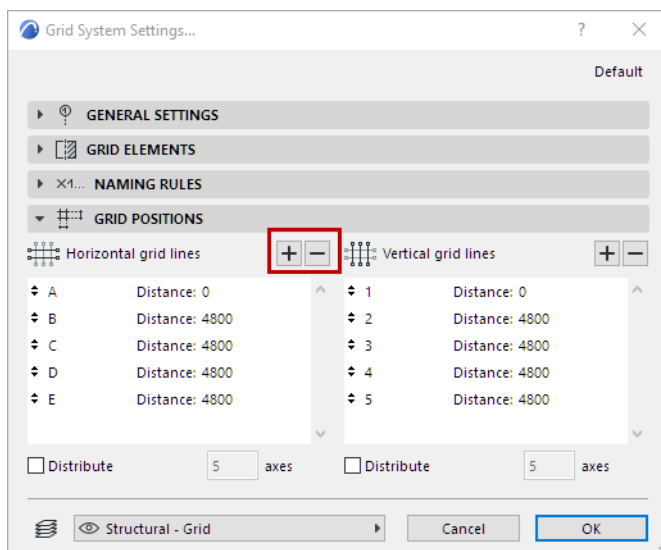 Grid System Settings... ?
Default
GENERAL SETTINGS
GRID ELEMENTS
X1... NAMING RULES
GRID POSITIONS
Horizontal grid lines + − Vertical grid lines + −
A Distance: 0 1 Distance: 0
B Distance: 4800 2 Distance: 4800
C Distance: 4800 3 Distance: 4800
D Distance: 4800 4 Distance: 4800
E Distance: 4800 5 Distance: 4800
Distribute 5 axes Distribute 5 axes
Structural - Grid Cancel OK